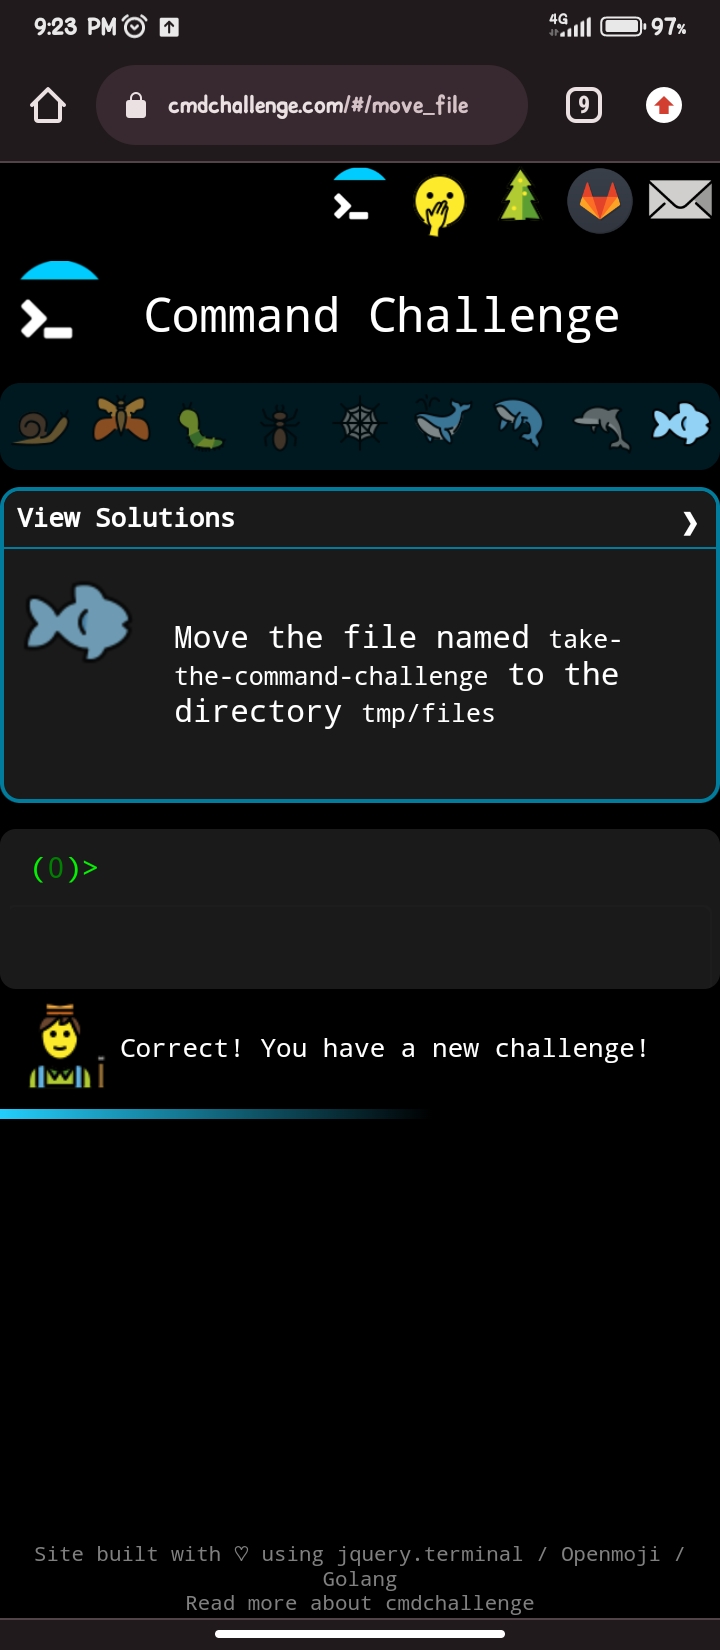 9:23 PM 4G 97%
cmdchallenge.com/#/move_file 9
Command Challenge
View Solutions
Move the file named take-
the-command-challenge to the
directory tmp/files
(0)>
Correct! You have a new challenge!
Site built with ♡ using jquery.terminal / Openmoji /
Golang
Read more about cmdchallenge